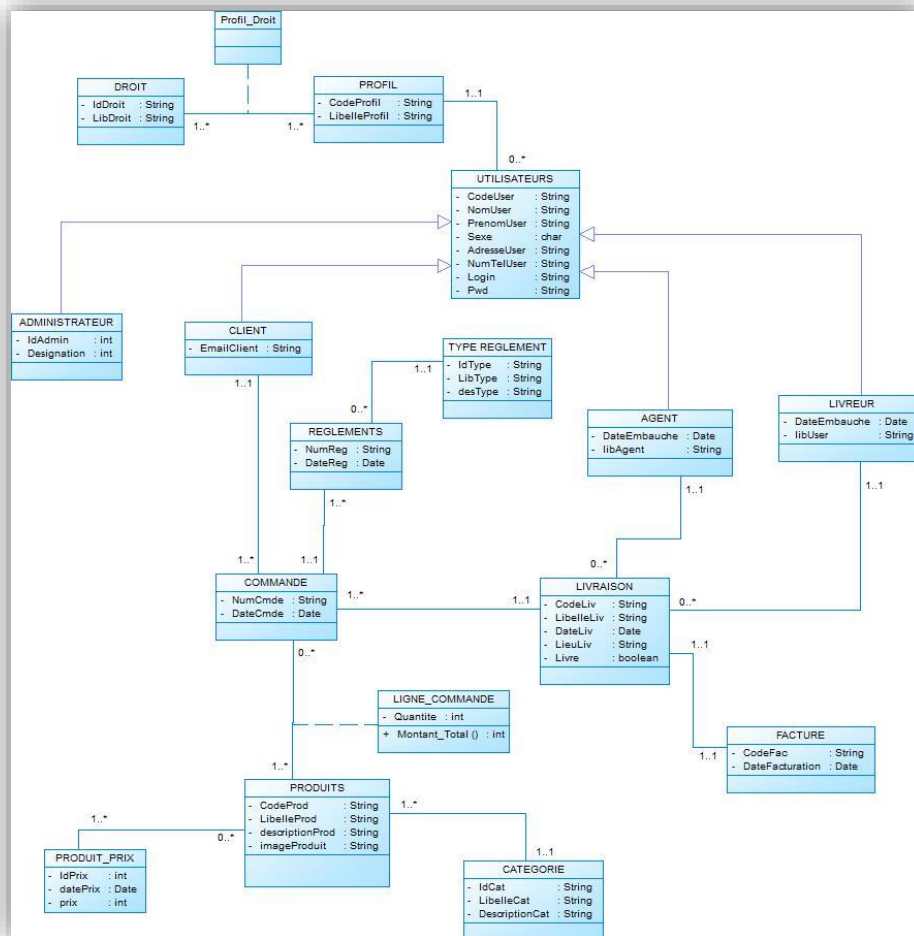 Profil_Droit
DROIT
- IdDroit : String
- LibDroit : String
PROFIL
- CodeProfil : String
- LibelleProfil : String
1..*
1..*
1..1
0..*
UTILISATEURS
- CodeUser : String
- NomUser : String
- PrenomUser : String
- Sexe : char
- AdresseUser : String
- NumTelUser : String
- Login : String
- Pwd : String
ADMINISTRATEUR
- IdAdmin : int
- Designation : int
CLIENT
- EmailClient : String
1..1
TYPE REGLEMENT
- IdType : String
- LibType : String
- desType : String
1..1
0..*
REGLEMENTS
- NumReg : String
- DateReg : Date
1..*
AGENT
- DateEmbauche : Date
- libAgent : String
1..1
LIVREUR
- DateEmbauche : Date
- libUser : String
1..1
1..*
1..1
COMMANDE
- NumCmde : String
- DateCmde : Date
1..*
1..1
0..*
0..*
LIVRAISON
- CodeLiv : String
- LibelleLiv : String
- DateLiv : Date
- LieuLiv : String
- Livre : boolean
0..*
1..1
LIGNE_COMMANDE
- Quantite : int
+ Montant_Total () : int
FACTURE
- CodeFac : String
- DateFacturation : Date
1..1
1..*
PRODUITS
- CodeProd : String
- LibelleProd : String
- descriptionProd : String
- imageProduit : String
1..*
1..*
0..*
PRODUIT_PRIX
- IdPrix : int
- datePrix : Date
- prix : int
1..1
CATEGORIE
- IdCat : String
- LibelleCat : String
- DescriptionCat : String